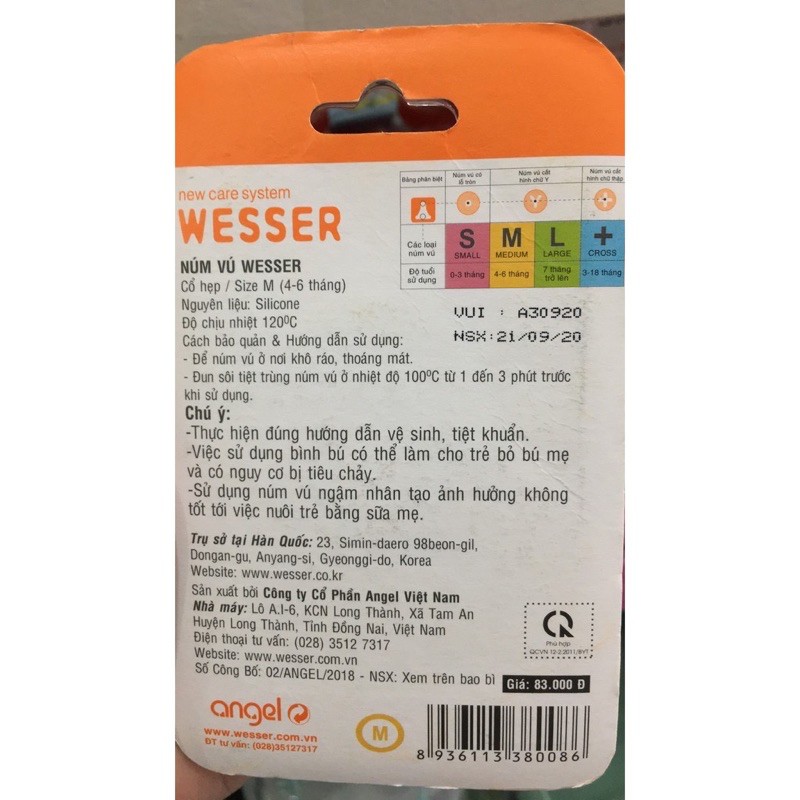 new care system
WESSER
Bảng phân biệt
Núm vú có lỗ tròn
Núm vú cắt hình chữ Y
Núm vú cắt hình chữ thập
Các loại núm vú
S SMALL
M MEDIUM
L LARGE
+ CROSS
Độ tuổi sử dụng
0-3 tháng
4-6 tháng
7 tháng trở lên
3-18 tháng
NÚM VÚ WESSER
Cổ hẹp / Size M (4-6 tháng)
Nguyên liệu: Silicone
Độ chịu nhiệt 120ºC
VUI : A30920
NSX:21/09/20
Cách bảo quản & Hướng dẫn sử dụng:
- Để núm vú ở nơi khô ráo, thoáng mát.
- Đun sôi tiệt trùng núm vú ở nhiệt độ 100ºC từ 1 đến 3 phút trước
khi sử dụng.
Chú ý:
-Thực hiện đúng hướng dẫn vệ sinh, tiệt khuẩn.
-Việc sử dụng bình bú có thể làm cho trẻ bỏ bú mẹ
và có nguy cơ bị tiêu chảy.
-Sử dụng núm vú ngậm nhân tạo ảnh hưởng không
tốt tới việc nuôi trẻ bằng sữa mẹ.
Trụ sở tại Hàn Quốc: 23, Simin-daero 98beon-gil,
Dongan-gu, Anyang-si, Gyeonggi-do, Korea
Website: www.wesser.co.kr
Sản xuất bởi Công ty Cổ Phần Angel Việt Nam
Nhà máy: Lô A.I-6, KCN Long Thành, Xã Tam An
Huyện Long Thành, Tỉnh Đồng Nai, Việt Nam
Điện thoại tư vấn: (028) 3512 7317
Website: www.wesser.com.vn
Số Công Bố: 02/ANGEL/2018 - NSX: Xem trên bao bì
Phù hợp
QCVN 12-2:2011/BYT
Giá: 83.000 Đ
angel
www.wesser.com.vn
ĐT tư vấn: (028)35127317
M
8 936113 380086